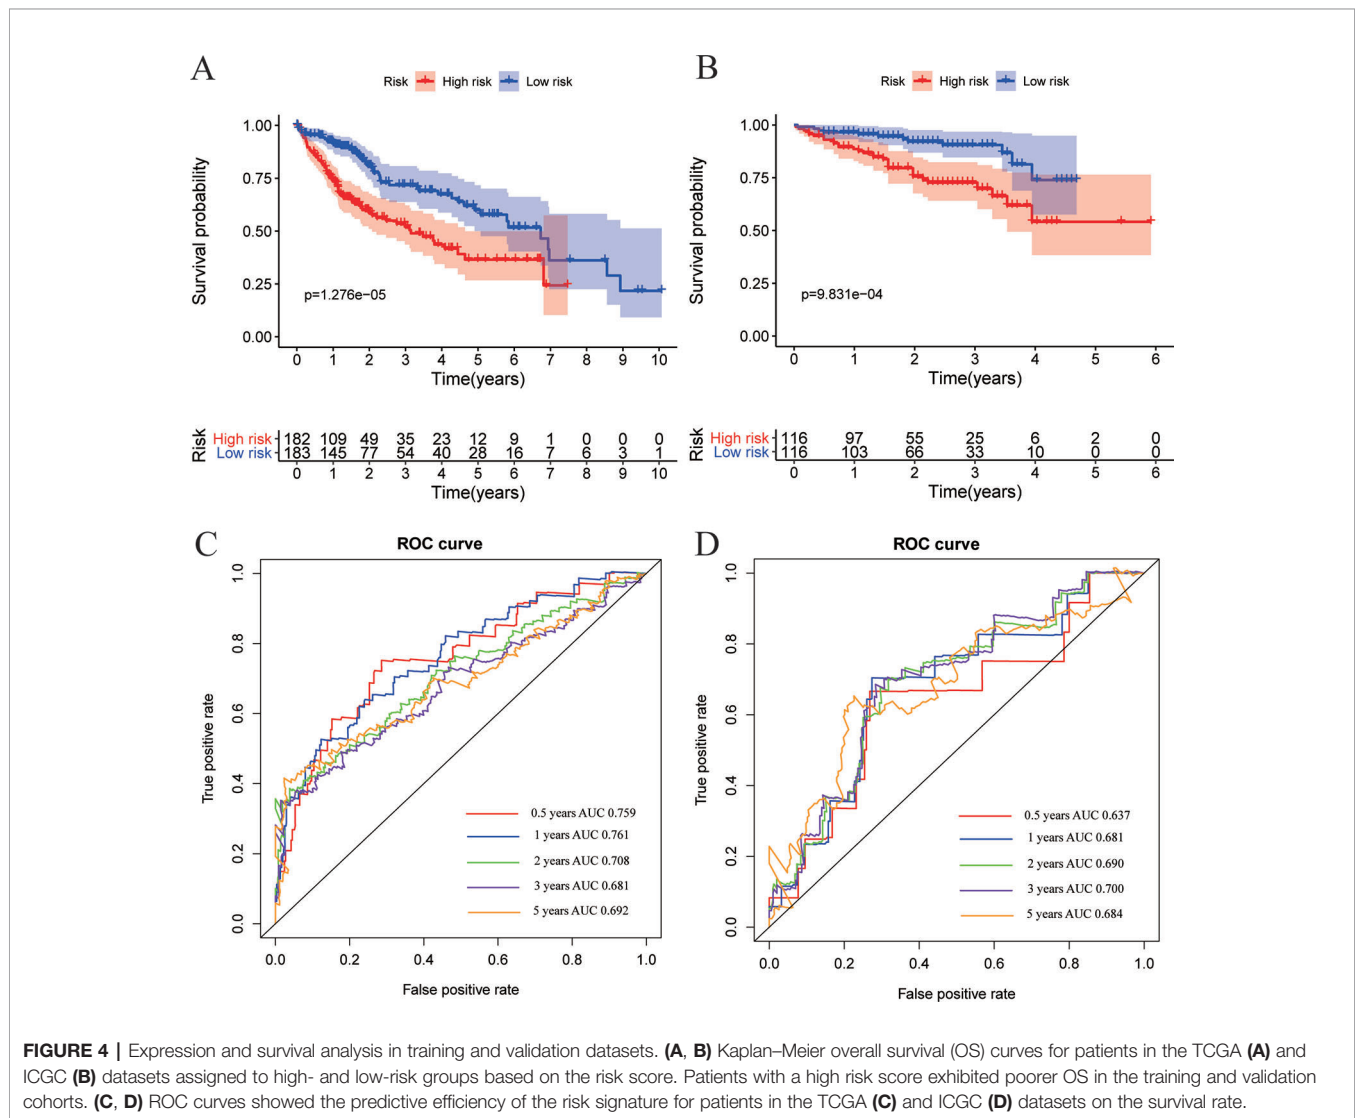 A
Risk High risk Low risk
Survival probability
1.00
0.75
0.50
0.25
0.00
p=1.276e−05
0 1 2 3 4 5 6 7 8 9 10
Time(years)
Risk
High risk 182 109 49 35 23 12 9 1 0 0 0
Low risk 183 145 77 54 40 28 16 7 6 3 1
0 1 2 3 4 5 6 7 8 9 10
Time(years)
B
Risk High risk Low risk
Survival probability
1.00
0.75
0.50
0.25
0.00
p=9.831e−04
0 1 2 3 4 5 6
Time(years)
Risk
High risk 116 97 55 25 6 2 0
Low risk 116 103 66 33 10 0 0
0 1 2 3 4 5 6
Time(years)
C
ROC curve
True positive rate
1.0
0.8
0.6
0.4
0.2
0.0
0.5 years AUC 0.759
1 years AUC 0.761
2 years AUC 0.708
3 years AUC 0.681
5 years AUC 0.692
0.0 0.2 0.4 0.6 0.8 1.0
False positive rate
D
ROC curve
True positive rate
1.0
0.8
0.6
0.4
0.2
0.0
0.5 years AUC 0.637
1 years AUC 0.681
2 years AUC 0.690
3 years AUC 0.700
5 years AUC 0.684
0.0 0.2 0.4 0.6 0.8 1.0
False positive rate
FIGURE 4 | Expression and survival analysis in training and validation datasets. (A, B) Kaplan–Meier overall survival (OS) curves for patients in the TCGA (A) and
ICGC (B) datasets assigned to high- and low-risk groups based on the risk score. Patients with a high risk score exhibited poorer OS in the training and validation
cohorts. (C, D) ROC curves showed the predictive efficiency of the risk signature for patients in the TCGA (C) and ICGC (D) datasets on the survival rate.